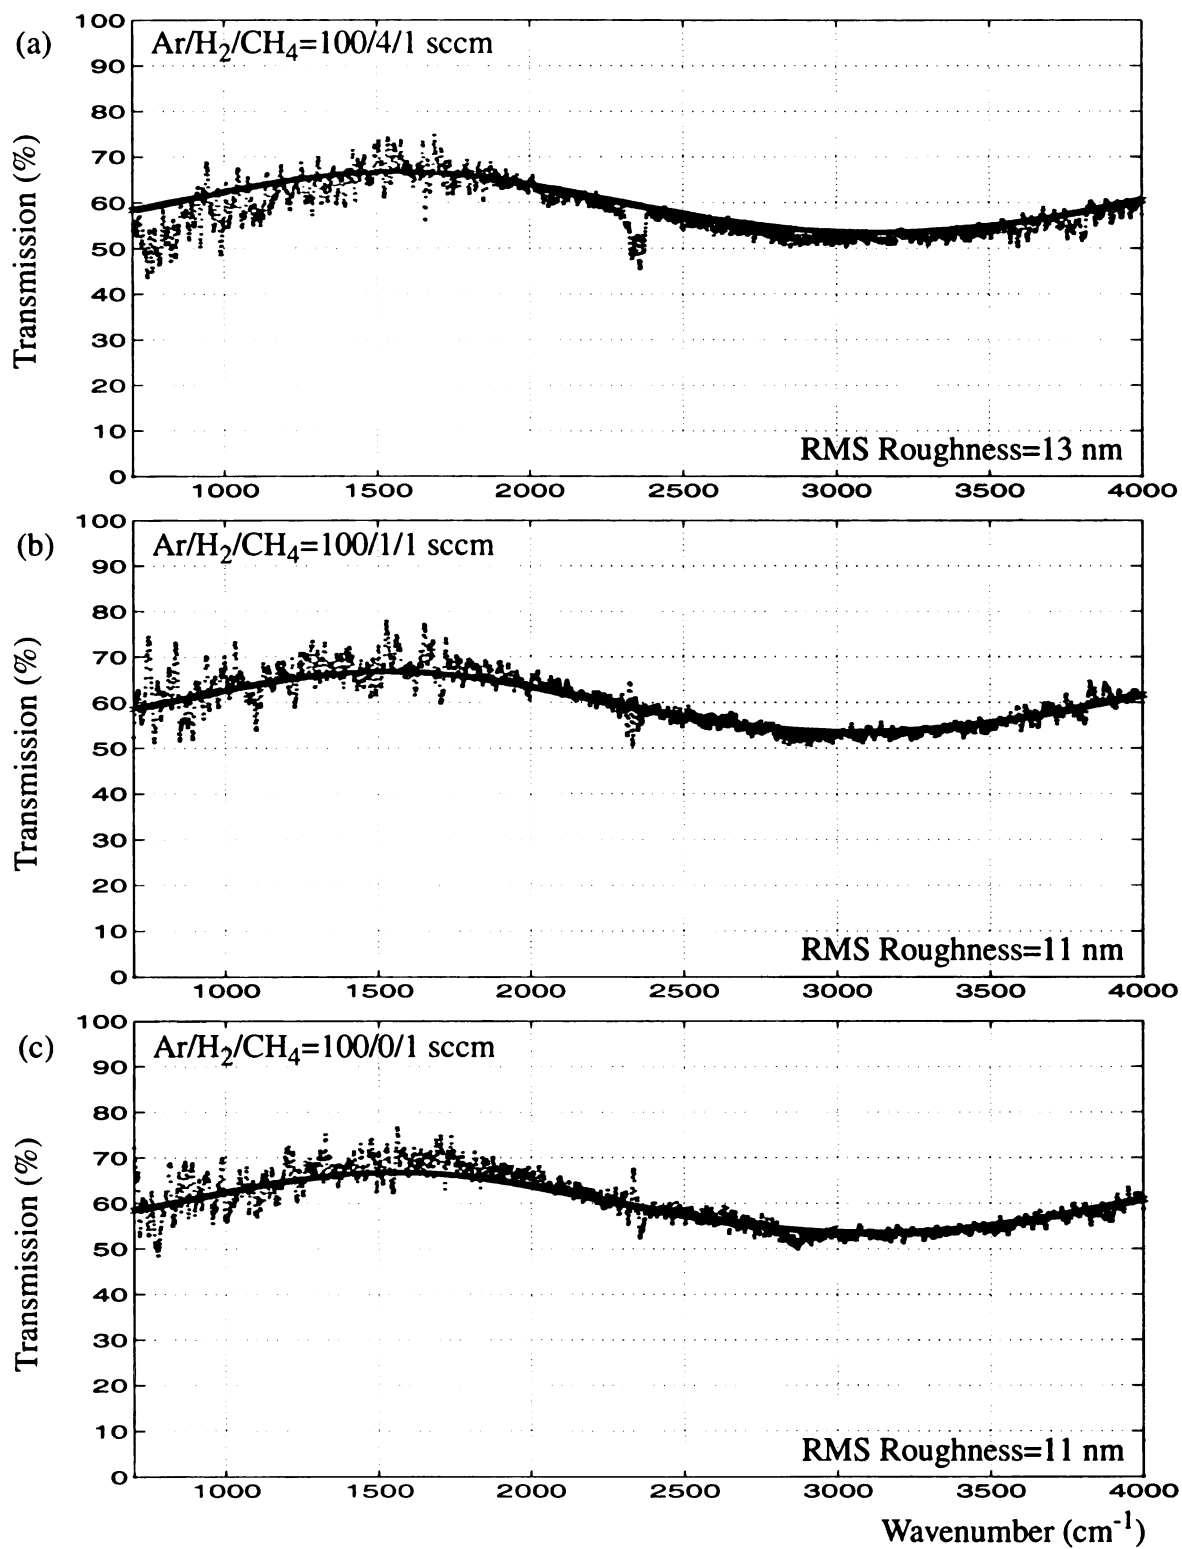 (a)
Ar/H2/CH4=100/4/1 sccm
Transmission (%)
100
90
80
70
60
50
40
30
20
10
0
RMS Roughness=13 nm
1000 1500 2000 2500 3000 3500 4000
(b)
Ar/H2/CH4=100/1/1 sccm
Transmission (%)
100
90
80
70
60
50
40
30
20
10
0
RMS Roughness=11 nm
1000 1500 2000 2500 3000 3500 4000
(c)
Ar/H2/CH4=100/0/1 sccm
Transmission (%)
100
90
80
70
60
50
40
30
20
10
0
RMS Roughness=11 nm
1000 1500 2000 2500 3000 3500 4000
Wavenumber (cm-1)